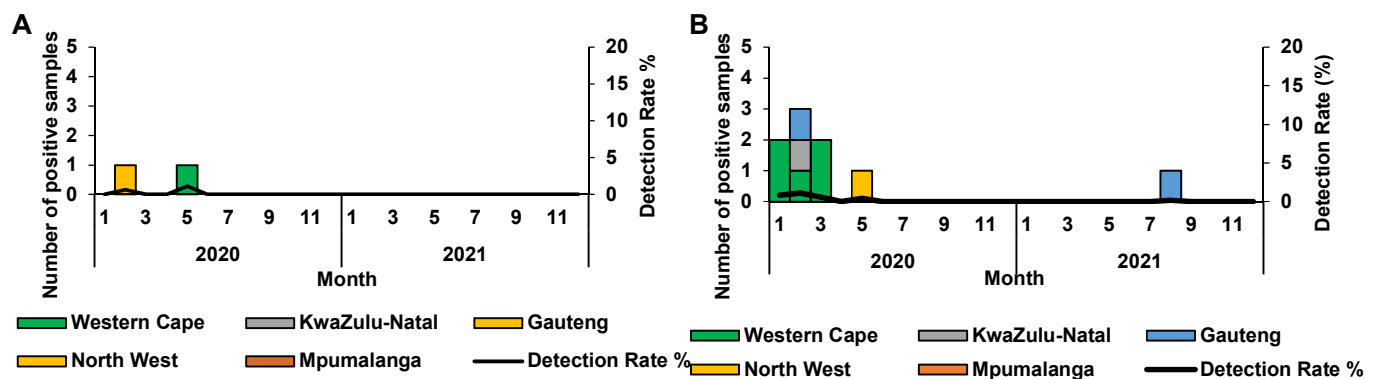 A
Number of positive samples
5
4
3
2
1
0
20
15
10
5
0
Detection Rate %
1 3 5 7 9 11 1 3 5 7 9 11
2020 2021
Month
Western Cape KwaZulu-Natal Gauteng
North West Mpumalanga Detection Rate %
B
Number of positive samples
5
4
3
2
1
0
20
15
10
5
0
Detection Rate (%)
1 3 5 7 9 11 1 3 5 7 9 11
2020 2021
Month
Western Cape KwaZulu-Natal Gauteng
North West Mpumalanga Detection Rate %